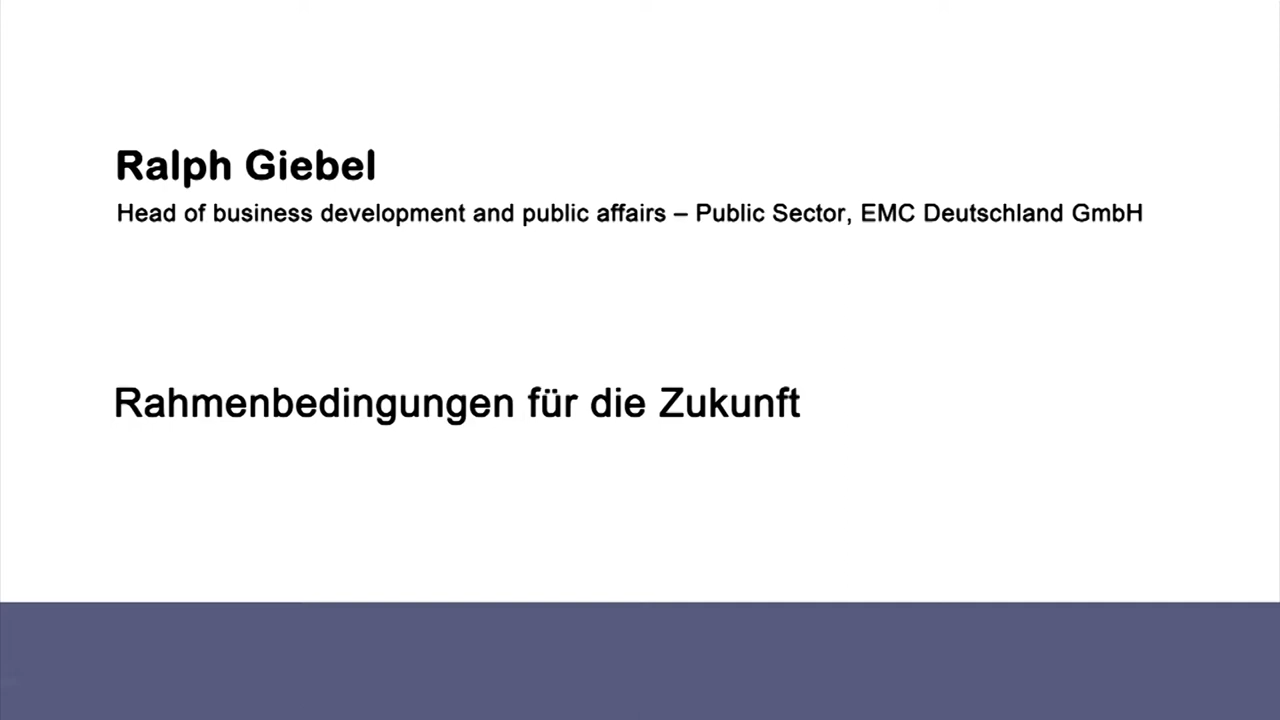 Ralph Giebel
Head of business development and public affairs – Public Sector, EMC Deutschland GmbH
Rahmenbedingungen für die Zukunft